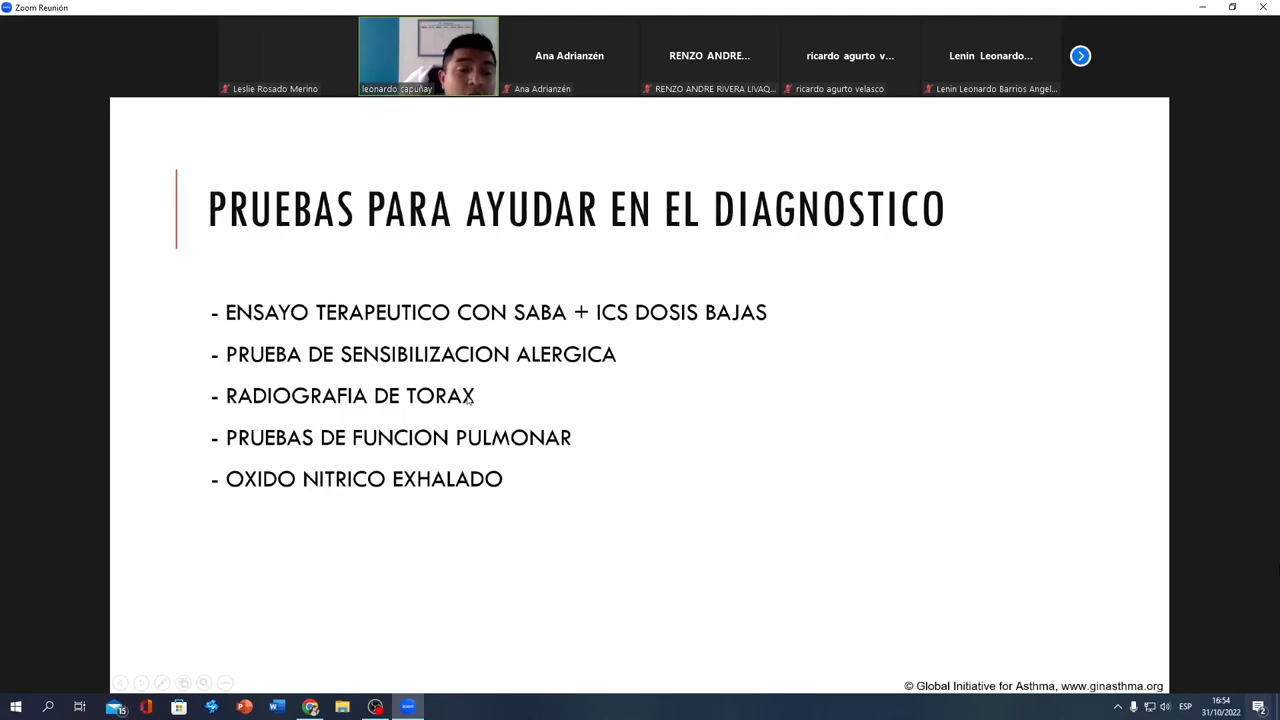 Zoom Reunión
Leslie Rosado Merino
leonardo capuñay
Ana Adrianzén
Ana Adrianzén
RENZO ANDRE...
RENZO ANDRE RIVERA LIVAQ...
ricardo agurto v...
ricardo agurto velasco
Lenin Leonardo...
Lenin Leonardo Barrios Angel...
PRUEBAS PARA AYUDAR EN EL DIAGNOSTICO
- ENSAYO TERAPEUTICO CON SABA + ICS DOSIS BAJAS
- PRUEBA DE SENSIBILIZACION ALERGICA
- RADIOGRAFIA DE TORAX
- PRUEBAS DE FUNCION PULMONAR
- OXIDO NITRICO EXHALADO
© Global Initiative for Asthma, www.ginasthma.org
15
zoom
ESP
16:54
31/10/2022
2